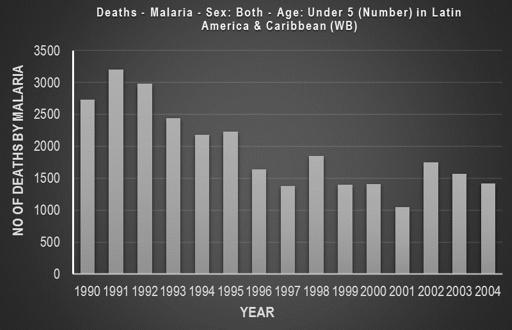 Deaths - Malaria - Sex: Both - Age: Under 5 (Number) in Latin
America & Caribbean (WB)
NO OF DEATHS BY MALARIA
3500
3000
2500
2000
1500
1000
500
0
1990 1991 1992 1993 1994 1995 1996 1997 1998 1999 2000 2001 2002 2003 2004
YEAR